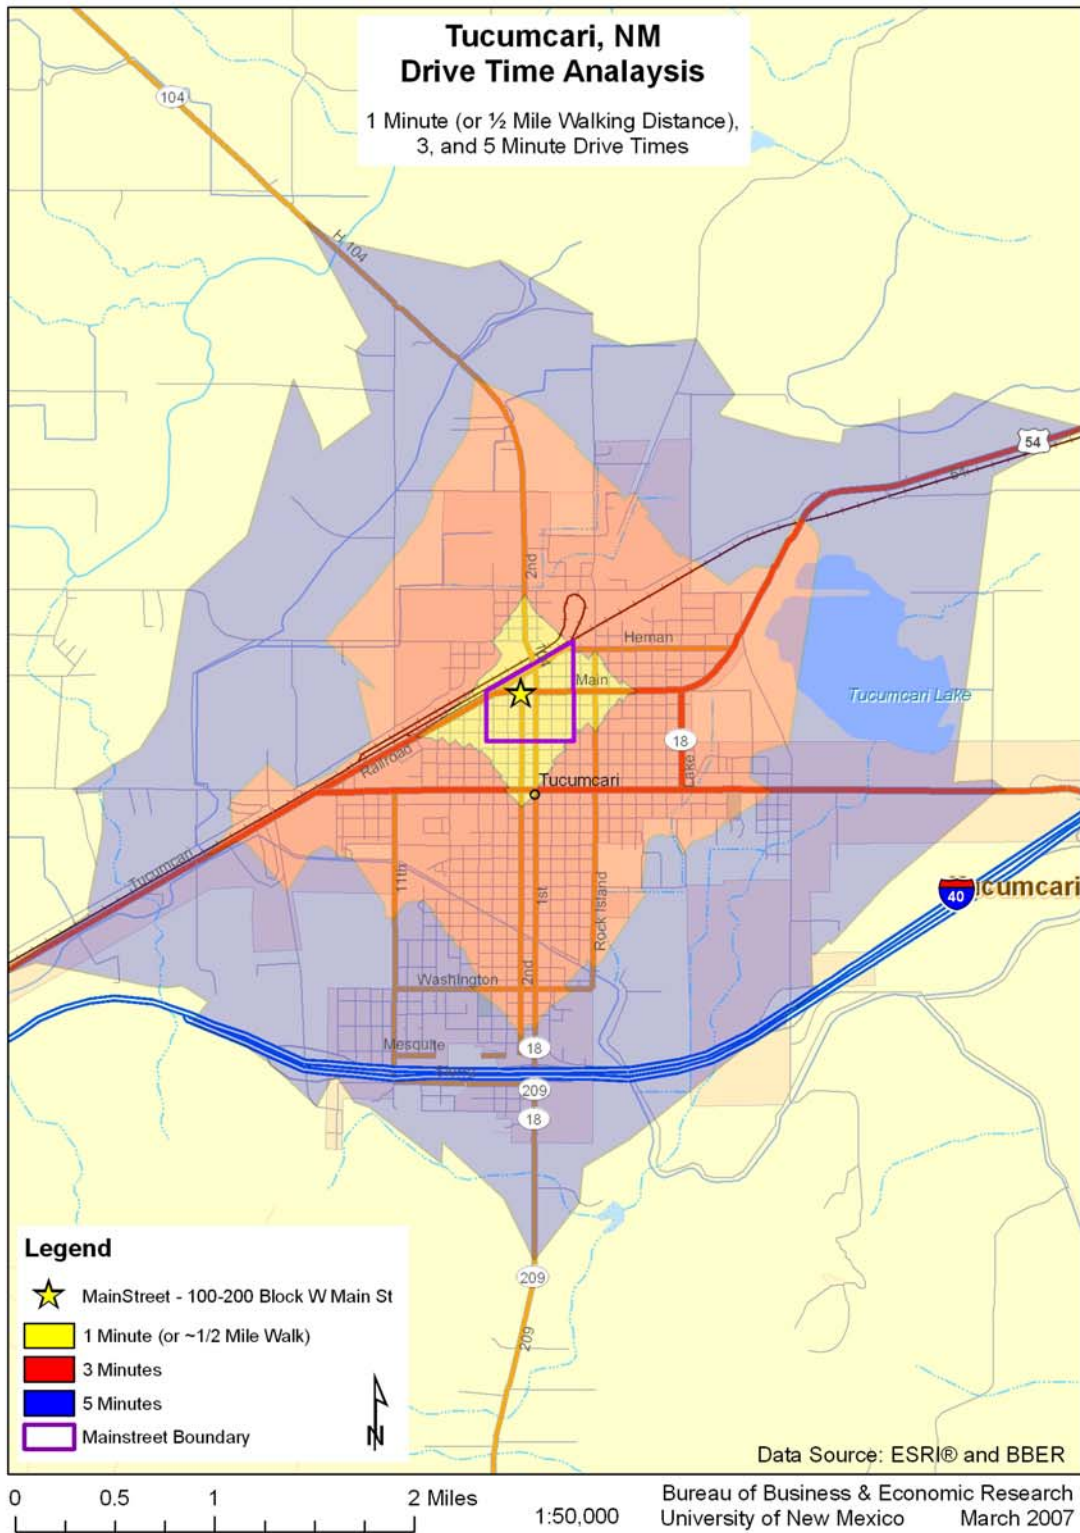 Tucumcari, NM
Drive Time Analaysis
1 Minute (or ½ Mile Walking Distance),
3, and 5 Minute Drive Times
104
H 104
54
54
2nd
Heman
Main
Tucumcari Lake
18
Railroad
Lake
Tucumcari
Tucumcari
11th
1st
Rock Island
40
ucumcari
2nd
Washington
Mesquite
18
209
18
209
209
Legend
MainStreet - 100-200 Block W Main St
1 Minute (or ~1/2 Mile Walk)
3 Minutes
5 Minutes
Mainstreet Boundary
N
Data Source: ESRI® and BBER
0 0.5 1 2 Miles
1:50,000
Bureau of Business & Economic Research
University of New Mexico March 2007